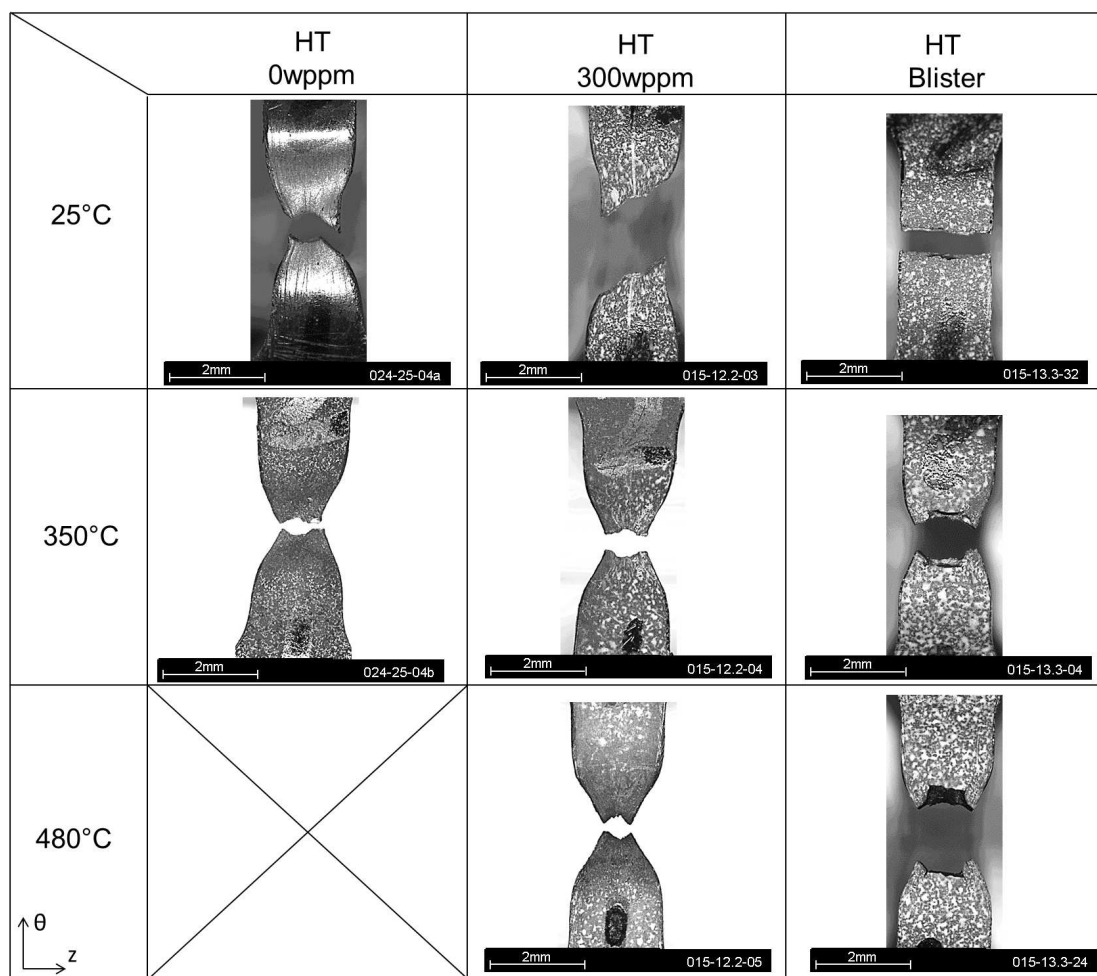 HT
0wppm
HT
300wppm
HT
Blister
25°C
2mm
024-25-04a
2mm
015-12.2-03
2mm
015-13.3-32
350°C
2mm
024-25-04b
2mm
015-12.2-04
2mm
015-13.3-04
480°C
θ
z
2mm
015-12.2-05
2mm
015-13.3-24